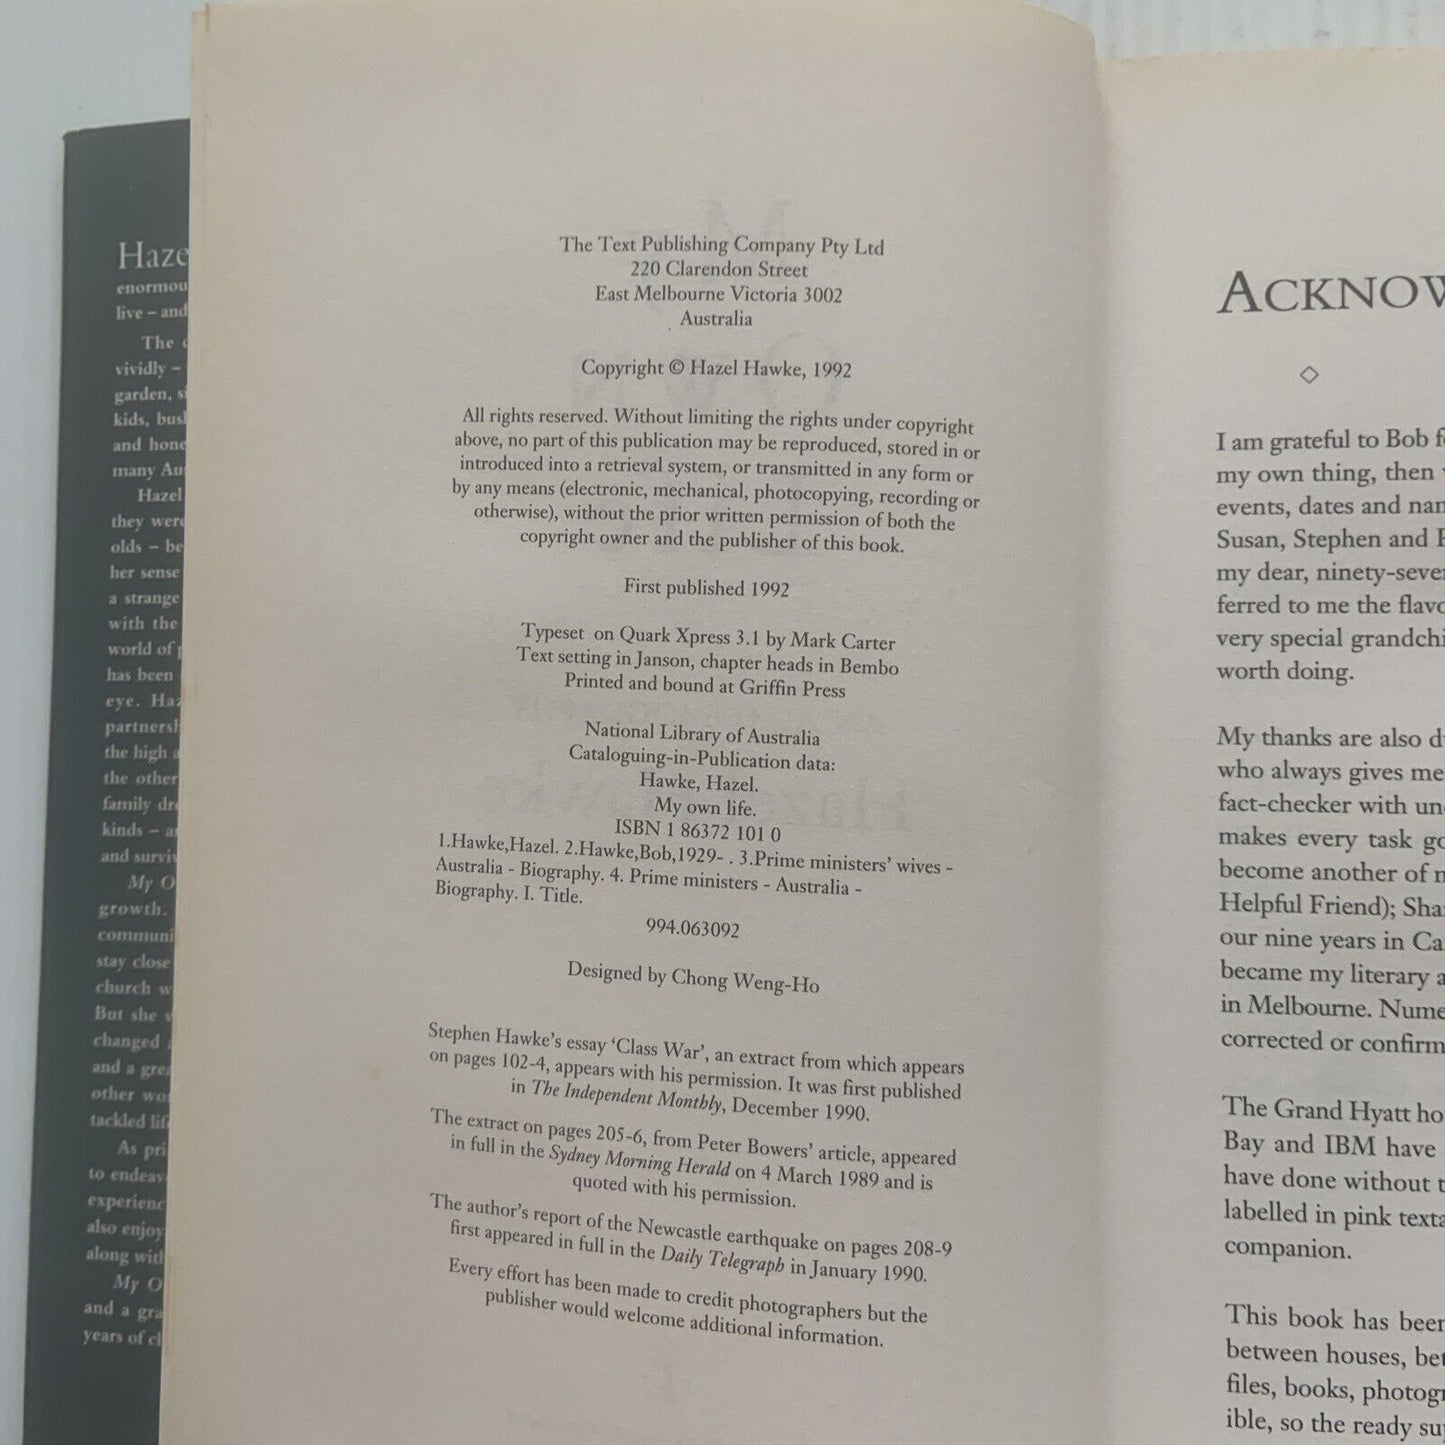 Haze
enormou
live – and
The
vividly –
garden, si
kids, bus
and hone
many Au
Hazel
they were
olds – be
her sense
a strange
with the
world of
has been
eye. Haz
partnersh
the high a
the other
family dr
kinds – a
and surviv
My O
growth.
communi
stay close
church w
But she
changed
and a grea
other wo
tackled lif
As pri
to endeav
experienc
also enjoy
along with
My O
and a gra
years of cl
The Text Publishing Company Pty Ltd
220 Clarendon Street
East Melbourne Victoria 3002
Australia
Copyright © Hazel Hawke, 1992
All rights reserved. Without limiting the rights under copyright
above, no part of this publication may be reproduced, stored in or
introduced into a retrieval system, or transmitted in any form or
by any means (electronic, mechanical, photocopying, recording or
otherwise), without the prior written permission of both the
copyright owner and the publisher of this book.
First published 1992
Typeset on Quark Xpress 3.1 by Mark Carter
Text setting in Janson, chapter heads in Bembo
Printed and bound at Griffin Press
National Library of Australia
Cataloguing-in-Publication data:
Hawke, Hazel.
My own life.
ISBN 1 86372 101 0
1.Hawke,Hazel. 2.Hawke,Bob,1929- . 3.Prime ministers' wives -
Australia - Biography. 4. Prime ministers - Australia -
Biography. I. Title.
994.063092
Designed by Chong Weng-Ho
Stephen Hawke's essay 'Class War', an extract from which appears
on pages 102-4, appears with his permission. It was first published
in The Independent Monthly, December 1990.
The extract on pages 205-6, from Peter Bowers' article, appeared
in full in the Sydney Morning Herald on 4 March 1989 and is
quoted with his permission.
The author's report of the Newcastle earthquake on pages 208-9
first appeared in full in the Daily Telegraph in January 1990.
Every effort has been made to credit photographers but the
publisher would welcome additional information.
ACKNOW
I am grateful to Bob f
my own thing, then
events, dates and nam
Susan, Stephen and
my dear, ninety-seve
ferred to me the flavo
very special grandchi
worth doing.
My thanks are also d
who always gives me
fact-checker with un
makes every task go
become another of m
Helpful Friend); Sha
our nine years in Ca
became my literary a
in Melbourne. Nume
corrected or confirm
The Grand Hyatt ho
Bay and IBM have
have done without t
labelled in pink texta
companion.
This book has been
between houses, bet
files, books, photogr
ible, so the ready su